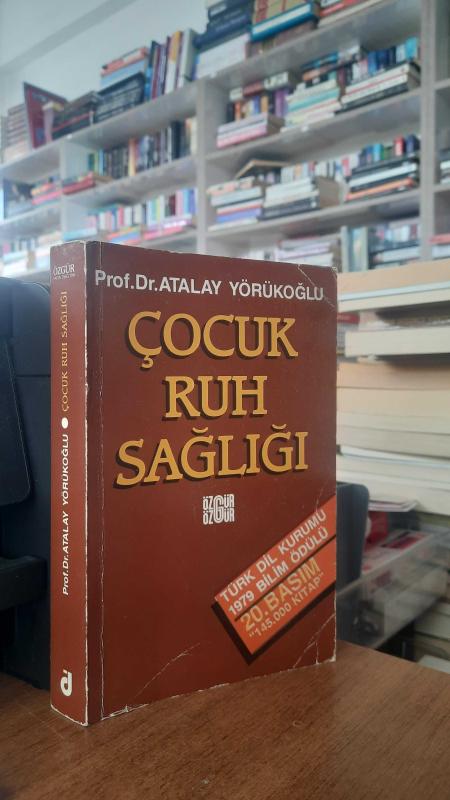 Prof.Dr.ATALAY YÖRÜKOĞLU
ÇOCUK
RUH
SAĞLIĞI
ÖZGÜR
ÖZGÜR
TÜRK DİL KURUMU
1979 BİLİM ÖDÜLÜ
20. BASIM
"145.000 KİTAP"
ÖZGÜR
Prof.Dr.ATALAY YÖRÜKOĞLU ● ÇOCUK RUH SAĞLIĞI
d